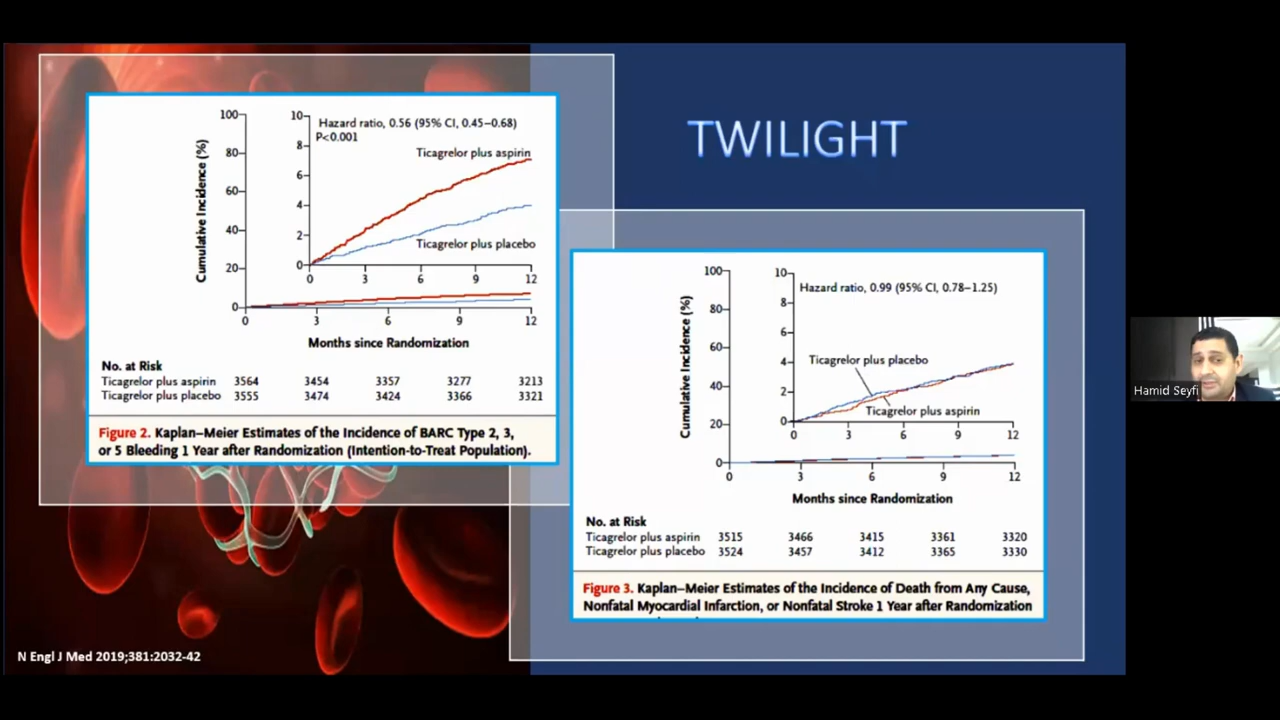 TWILIGHT
100
80
60
40
20
0
Cumulative Incidence (%)
10
8
6
4
2
0
Hazard ratio, 0.56 (95% CI, 0.45–0.68)
P<0.001
Ticagrelor plus aspirin
Ticagrelor plus placebo
0 3 6 9 12
0 3 6 9 12
Months since Randomization
No. at Risk
Ticagrelor plus aspirin 3564 3454 3357 3277 3213
Ticagrelor plus placebo 3555 3474 3424 3366 3321
Figure 2. Kaplan–Meier Estimates of the Incidence of BARC Type 2, 3,
or 5 Bleeding 1 Year after Randomization (Intention-to-Treat Population).
100
80
60
40
20
0
Cumulative Incidence (%)
10
8
6
4
2
0
Hazard ratio, 0.99 (95% CI, 0.78–1.25)
Ticagrelor plus placebo
Ticagrelor plus aspirin
0 3 6 9 12
0 3 6 9 12
Months since Randomization
No. at Risk
Ticagrelor plus aspirin 3515 3466 3415 3361 3320
Ticagrelor plus placebo 3524 3457 3412 3365 3330
Figure 3. Kaplan–Meier Estimates of the Incidence of Death from Any Cause,
Nonfatal Myocardial Infarction, or Nonfatal Stroke 1 Year after Randomization
N Engl J Med 2019;381:2032-42
Hamid Seyfi